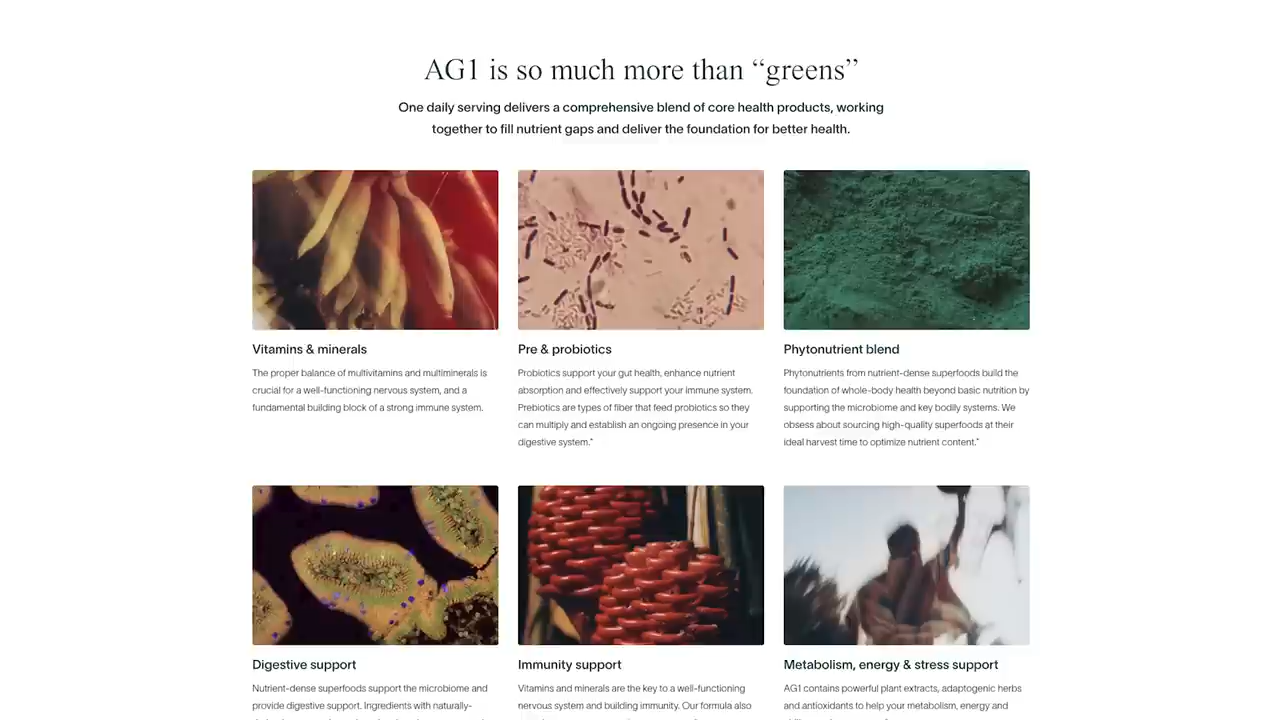 AG1 is so much more than “greens”
One daily serving delivers a comprehensive blend of core health products, working
together to fill nutrient gaps and deliver the foundation for better health.
Vitamins & minerals
The proper balance of multivitamins and multiminerals is
crucial for a well-functioning nervous system, and a
fundamental building block of a strong immune system.
Pre & probiotics
Probiotics support your gut health, enhance nutrient
absorption and effectively support your immune system.
Prebiotics are types of fiber that feed probiotics so they
can multiply and establish an ongoing presence in your
digestive system.*
Phytonutrient blend
Phytonutrients from nutrient-dense superfoods build the
foundation of whole-body health beyond basic nutrition by
supporting the microbiome and key bodily systems. We
obsess about sourcing high-quality superfoods at their
ideal harvest time to optimize nutrient content.*
Digestive support
Nutrient-dense superfoods support the microbiome and
provide digestive support. Ingredients with naturally-
Immunity support
Vitamins and minerals are the key to a well-functioning
nervous system and building immunity. Our formula also
Metabolism, energy & stress support
AG1 contains powerful plant extracts, adaptogenic herbs
and antioxidants to help your metabolism, energy and